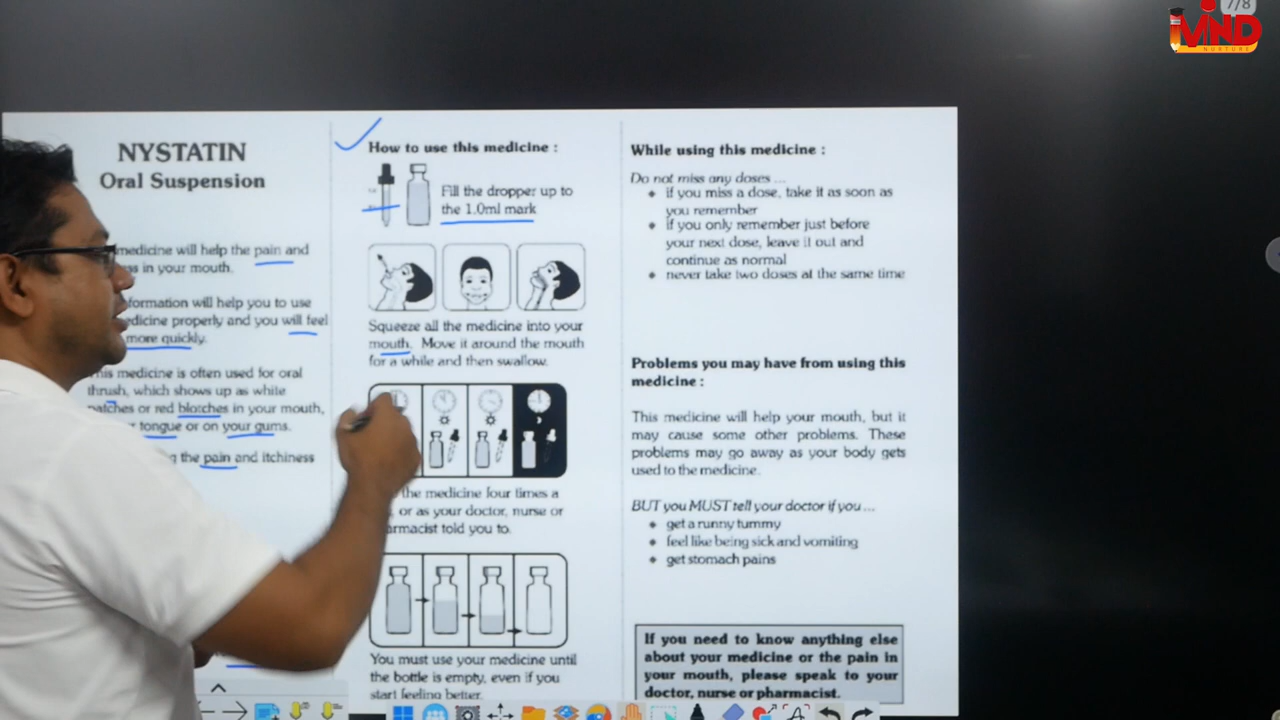 7/8
MIND
NURTURE
NYSTATIN
Oral Suspension
medicine will help the pain and
in your mouth.
will help you to use
properly and you will feel
more quickly.
medicine is often used for oral
thrush, which shows up as white
patches or red blotches in your mouth,
tongue or on your gums.
the pain and itchiness
How to use this medicine :
Fill the dropper up to
the 1.0ml mark
Squeeze all the medicine into your
mouth. Move it around the mouth
for a while and then swallow.
the medicine four times a
or as your doctor, nurse or
told you to.
You must use your medicine until
the bottle is empty, even if you
start feeling better.
While using this medicine :
Do not miss any doses ...
if you miss a dose, take it as soon as
you remember
if you only remember just before
your next dose, leave it out and
continue as normal
never take two doses at the same time
Problems you may have from using this
medicine :
This medicine will help your mouth, but it
may cause some other problems. These
problems may go away as your body gets
used to the medicine.
BUT you MUST tell your doctor if you ...
get a runny tummy
feel like being sick and vomiting
get stomach pains
If you need to know anything else
about your medicine or the pain in
your mouth, please speak to your
doctor, nurse or pharmacist.